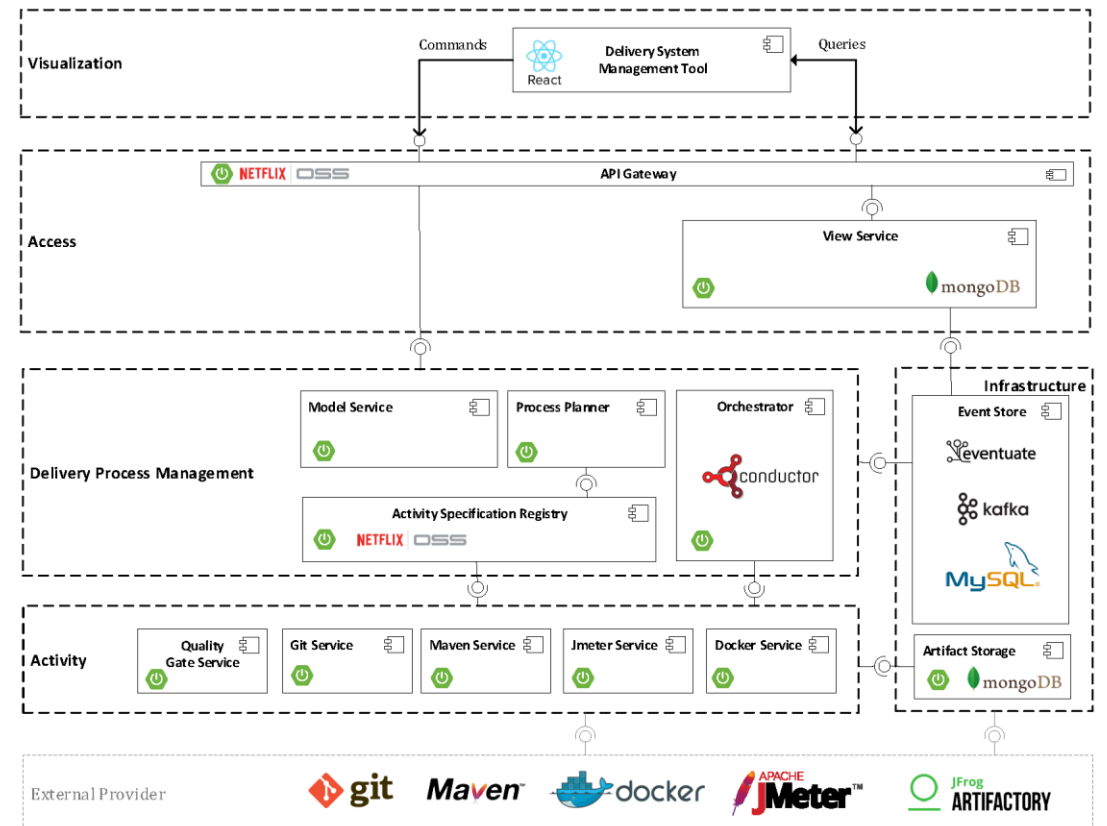 Commands
Queries
Delivery System
Management Tool
React
Visualization
NETFLIX OSS
API Gateway
Access
View Service
mongoDB
Infrastructure
Model Service
Process Planner
Orchestrator
Event Store
eventuate
Delivery Process Management
conductor
kafka
Activity Specification Registry
NETFLIX OSS
MySQL
Activity
Quality
Gate Service
Git Service
Maven Service
Jmeter Service
Docker Service
Artifact Storage
mongoDB
External Provider
git
Maven™
docker
APACHE
JMeter™
JFrog
ARTIFACTORY